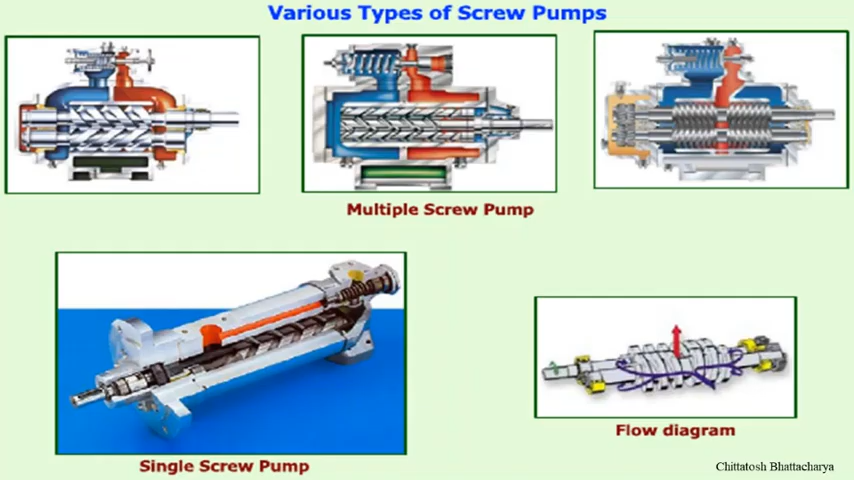 Various Types of Screw Pumps
Multiple Screw Pump
Single Screw Pump
Flow diagram
Chittatosh Bhattacharya